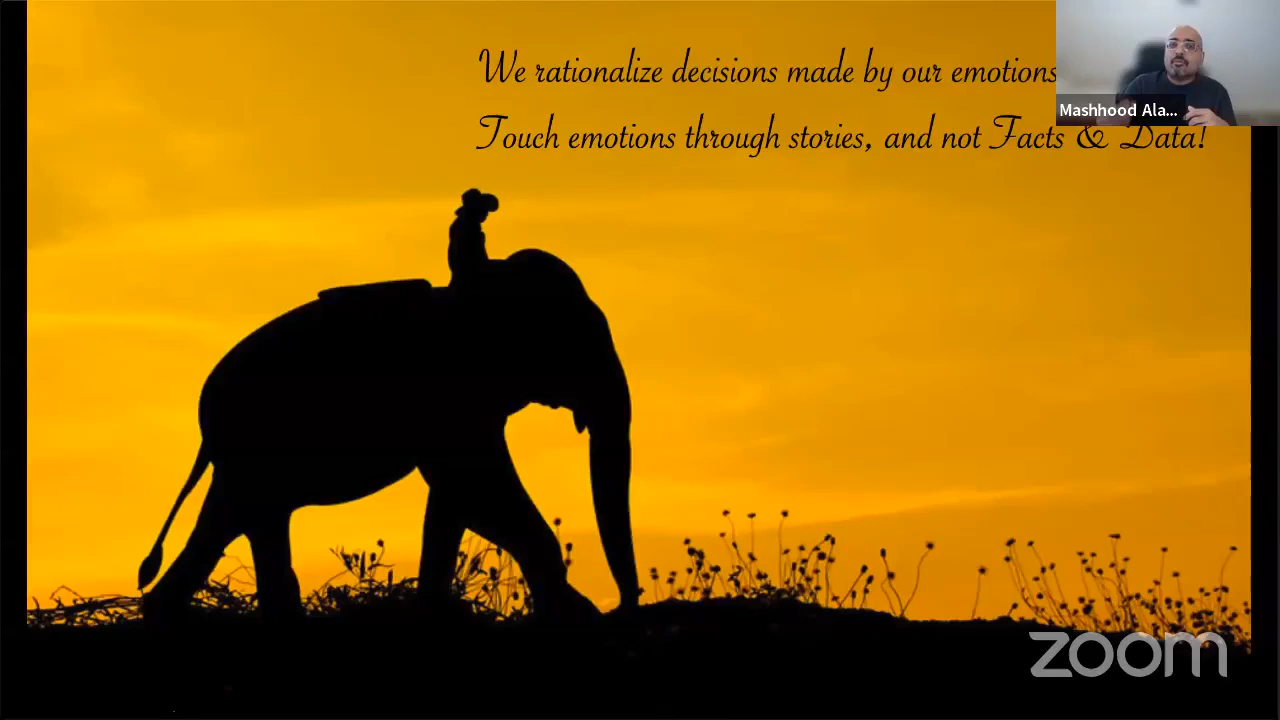 We rationalize decisions made by our emotions
Mashhood Ala...
Touch emotions through stories, and not Facts & Data!
zoom